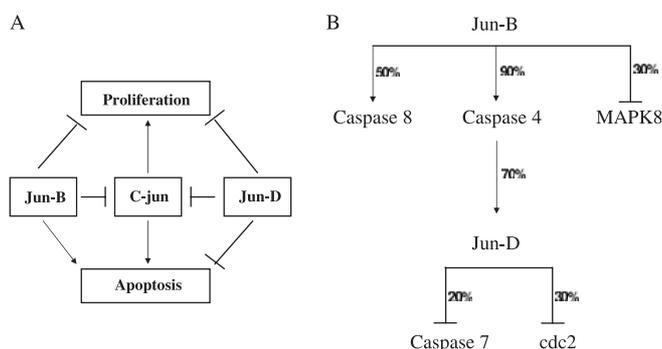 A
B
Jun-B
50%
90%
30%
Proliferation
Caspase 8
Caspase 4
MAPK8
70%
Jun-B
C-jun
Jun-D
Jun-D
Apoptosis
20%
30%
Caspase 7
cdc2